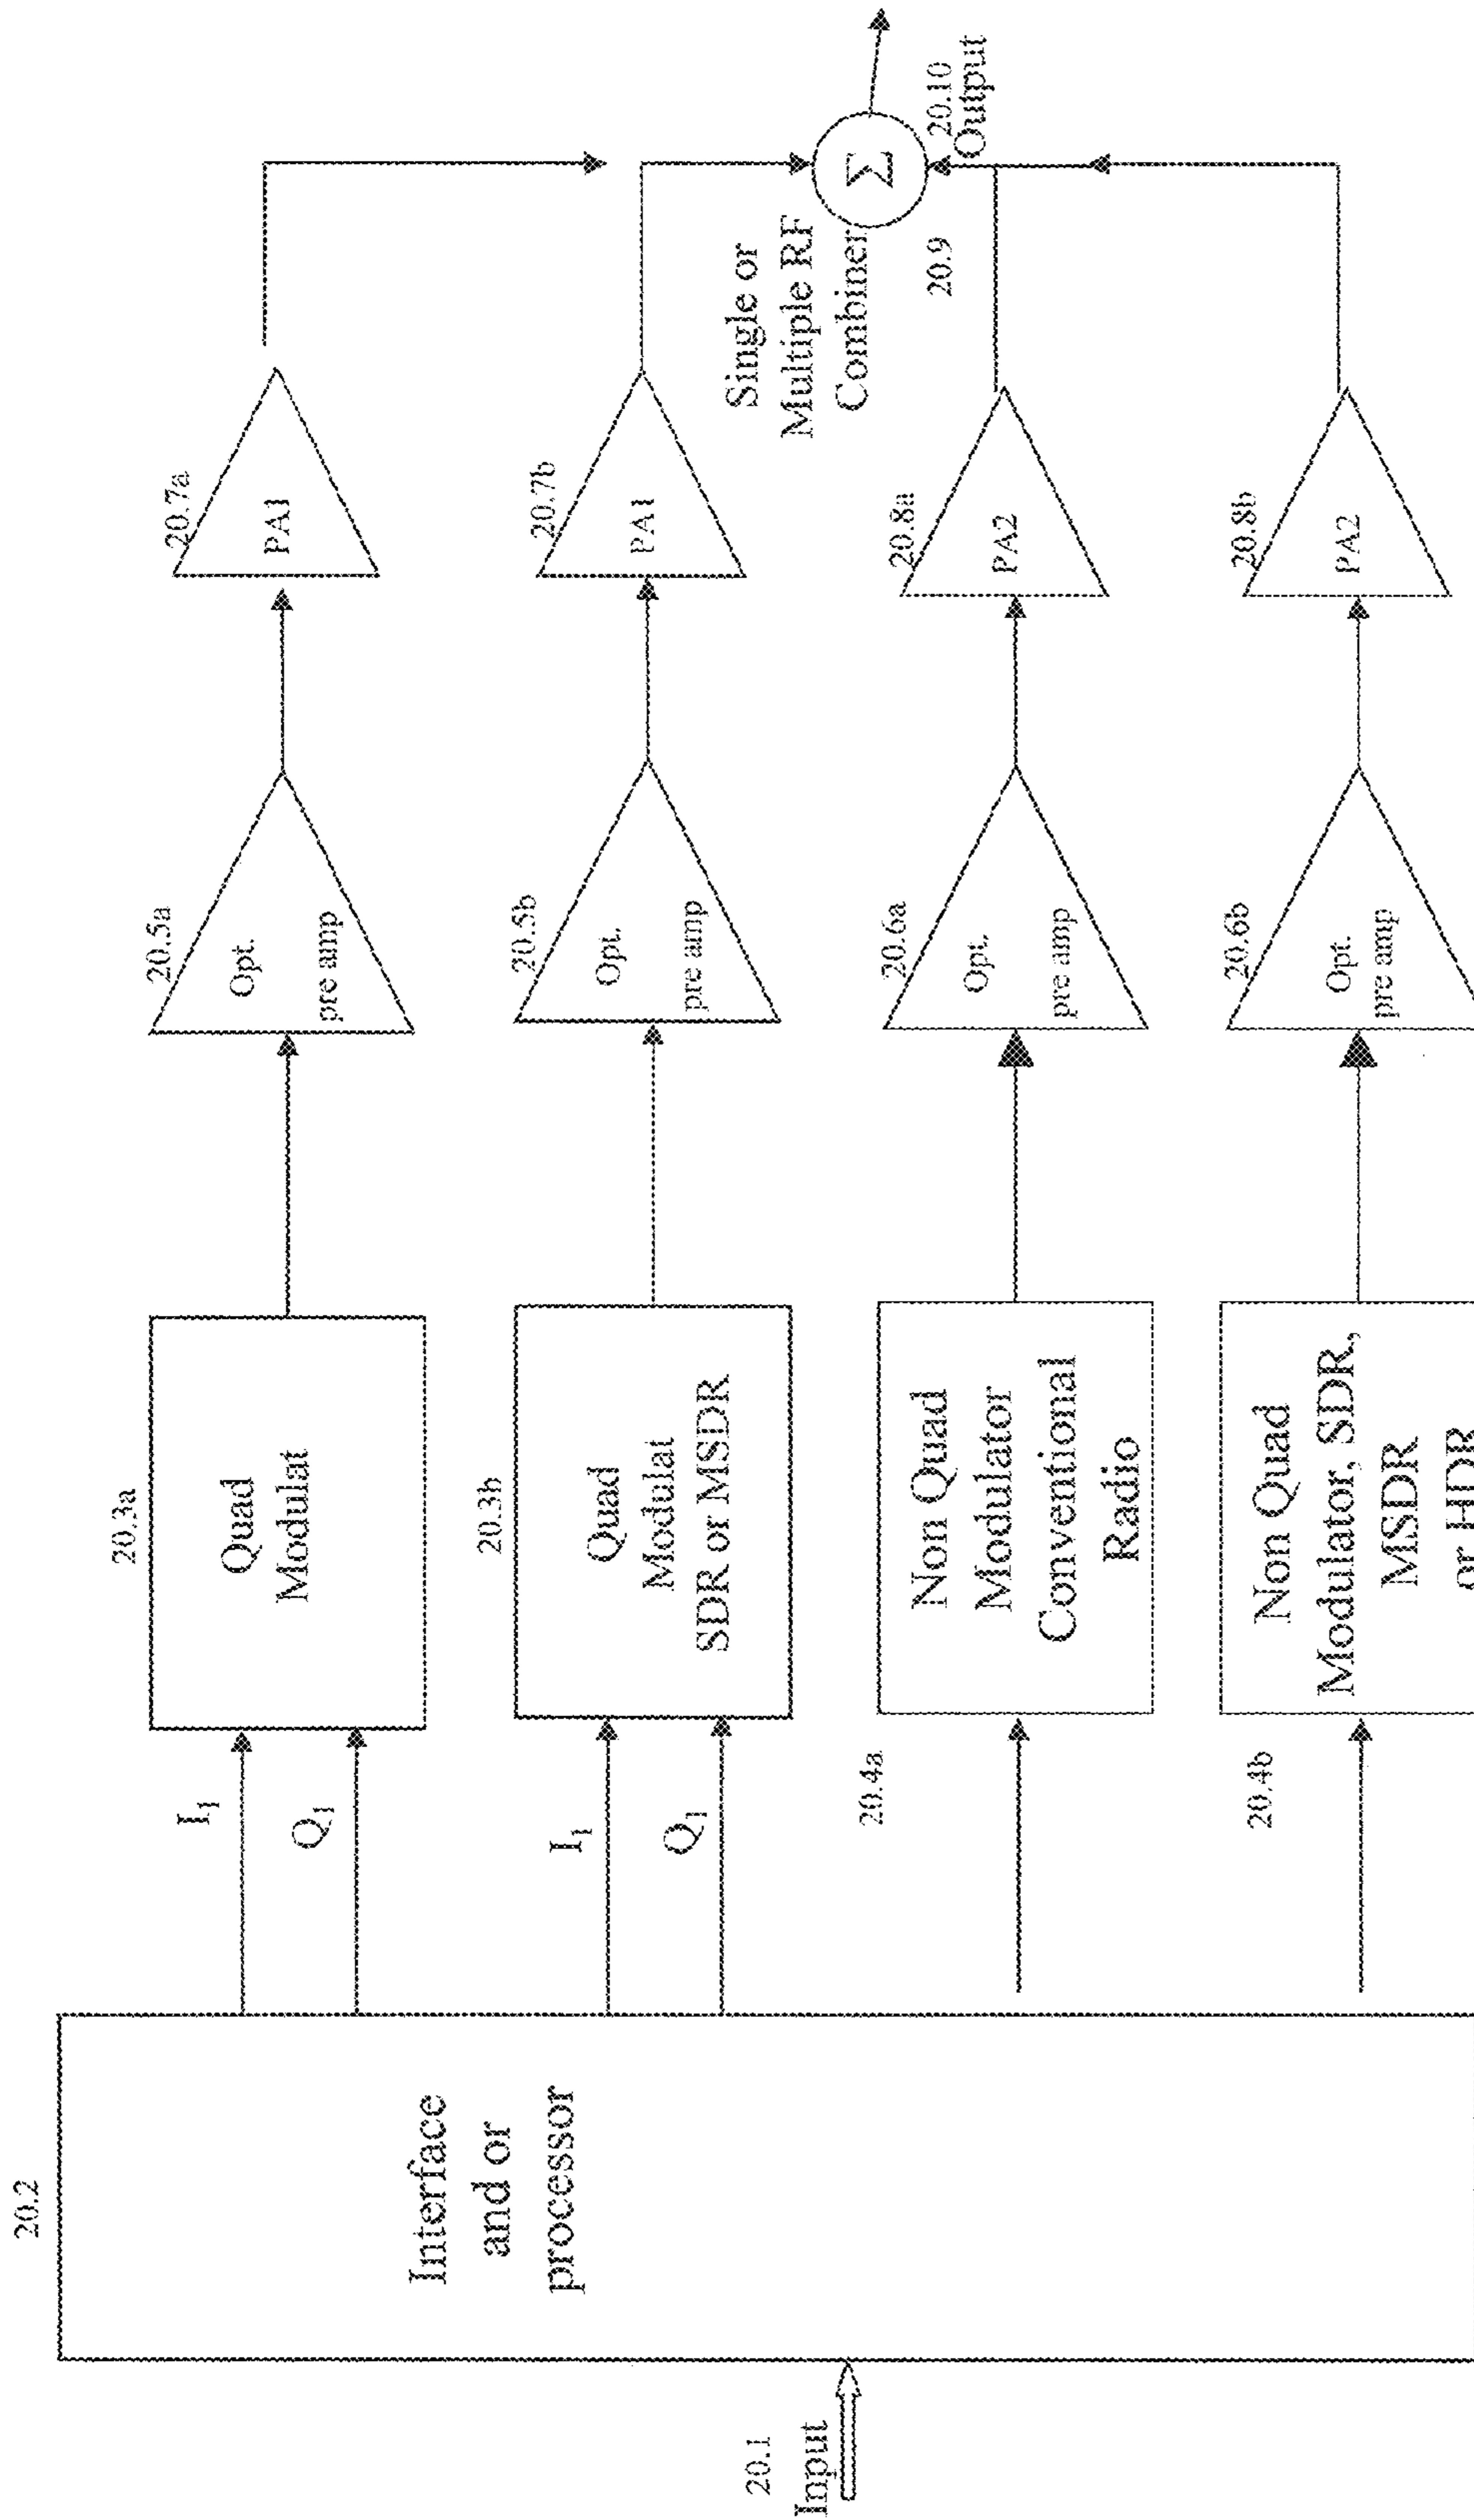 20.1
Input
20.2
Interface
and or
processor
I1
Q1
I1
Q1
20.3a
Quad
Modulat
20.3b
Quad
Modulat
SDR or MSDR
20.4a
Non Quad
Modulator
Conventional
Radio
20.4b
Non Quad
Modulator, SDR,
MSDR
or HDR
20.5a
Opt.
pre amp
20.5b
Opt.
pre amp
20.6a
Opt.
pre amp
20.6b
Opt.
pre amp
20.7a
PA1
20.7b
PA1
20.8a
PA2
20.8b
PA2
Single or
Multiple RF
Combiner
20.9
Σ
20.10
Output